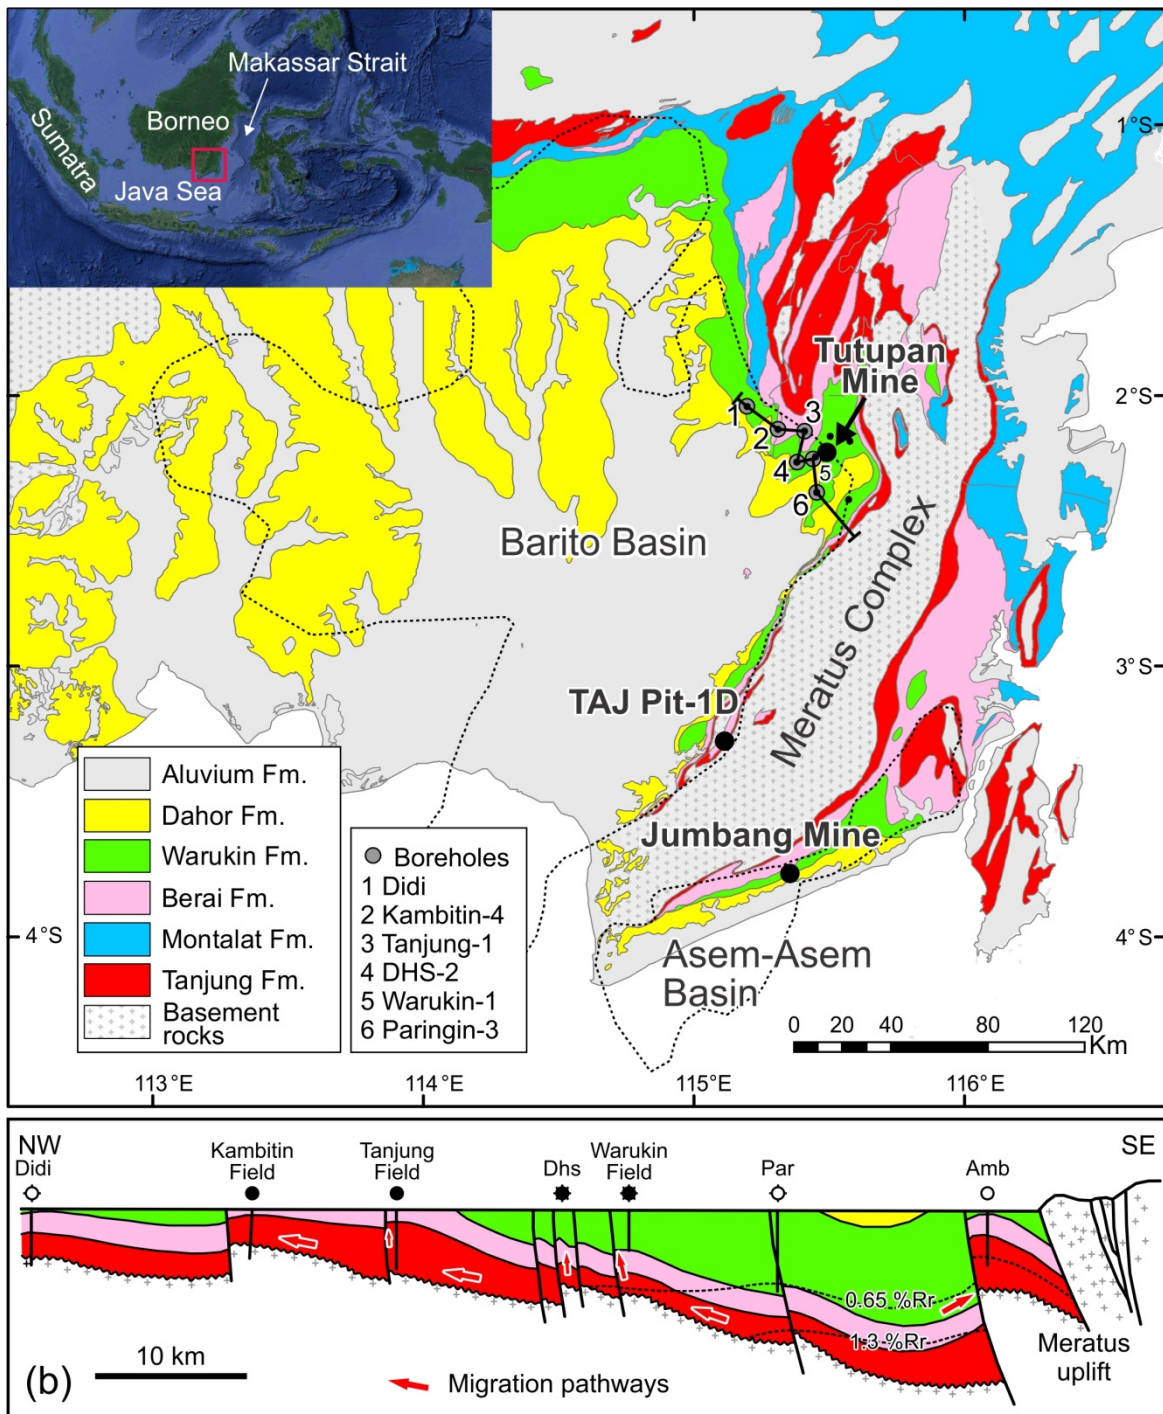 Makassar Strait
Borneo
Sumatra
Java Sea
1°S
Tutupan
Mine
2°S
1
2
3
4
5
6
Barito Basin
Meratus Complex
3°S
TAJ Pit-1D
Jumbang Mine
Asem-Asem
Basin
4°S
4°S
Aluvium Fm.
Dahor Fm.
Warukin Fm.
Berai Fm.
Montalat Fm.
Tanjung Fm.
Basement
rocks
Boreholes
1 Didi
2 Kambitin-4
3 Tanjung-1
4 DHS-2
5 Warukin-1
6 Paringin-3
0 20 40 80 120
Km
113°E
114°E
115°E
116°E
NW
SE
Didi
Kambitin
Field
Tanjung
Field
Dhs
Warukin
Field
Par
Amb
0.65 %Rr
1.3 %Rr
Meratus
uplift
(b)
10 km
Migration pathways